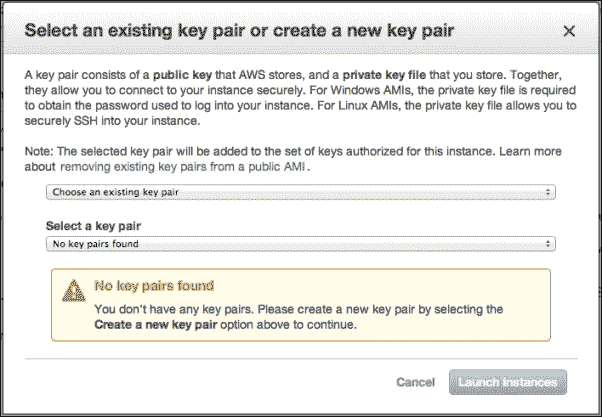 Select an existing key pair or create a new key pair
A key pair consists of a public key that AWS stores, and a private key file that you store. Together,
they allow you to connect to your instance securely. For Windows AMIs, the private key file is required
to obtain the password used to log into your instance. For Linux AMIs, the private key file allows you to
securely SSH into your instance.
Note: The selected key pair will be added to the set of keys authorized for this instance. Learn more
about removing existing key pairs from a public AMI .
Choose an existing key pair
Select a key pair
No key pairs found
No key pairs found
You don't have any key pairs. Please create a new key pair by selecting the
Create a new key pair option above to continue.
Cancel Launch Instances